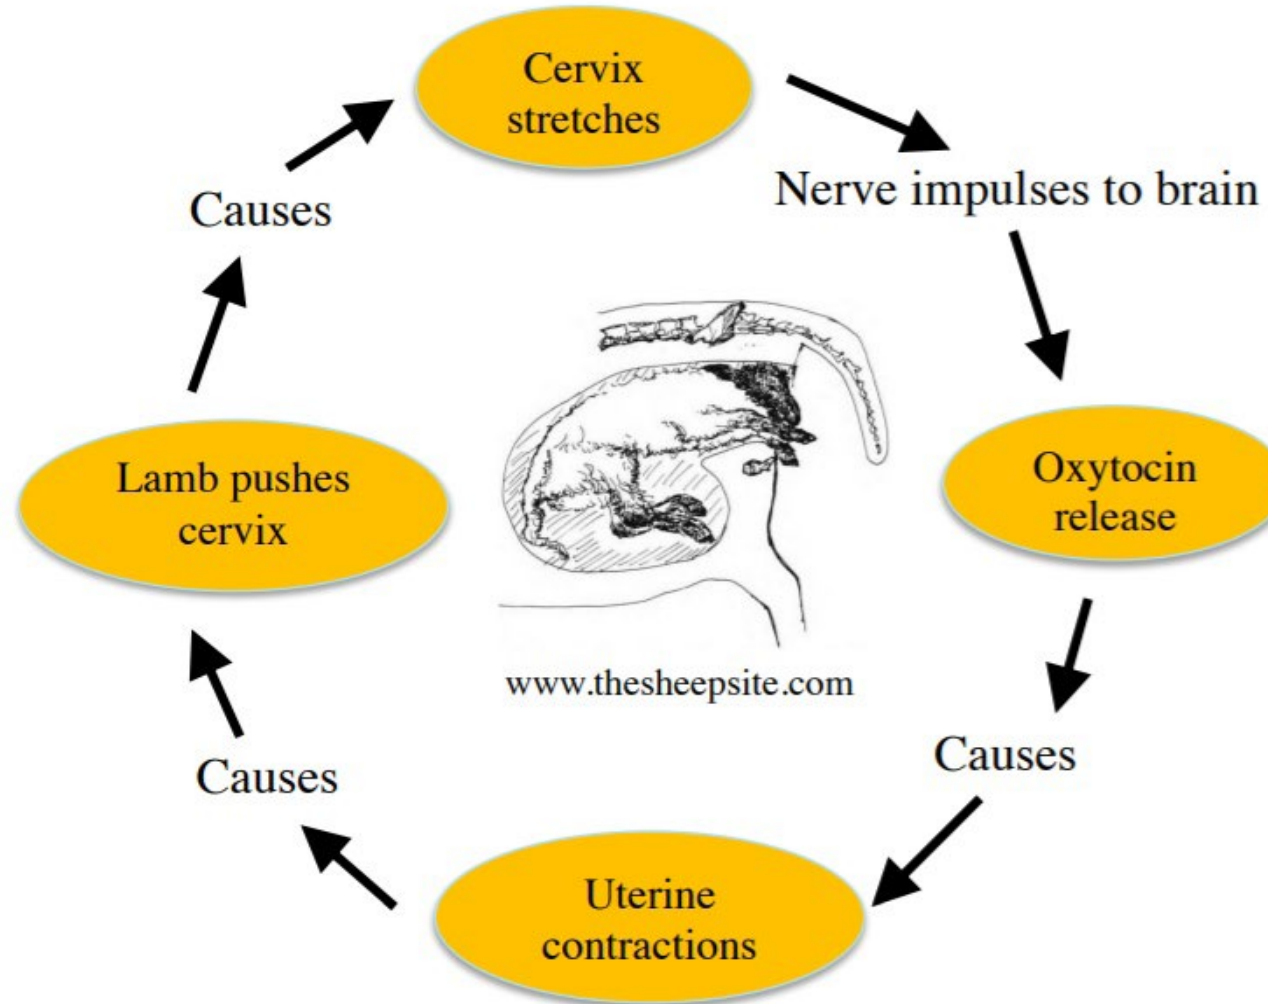 Cervix
stretches
Nerve impulses to brain
Causes
Oxytocin
release
Lamb pushes
cervix
www.thesheepsite.com
Causes
Causes
Uterine
contractions